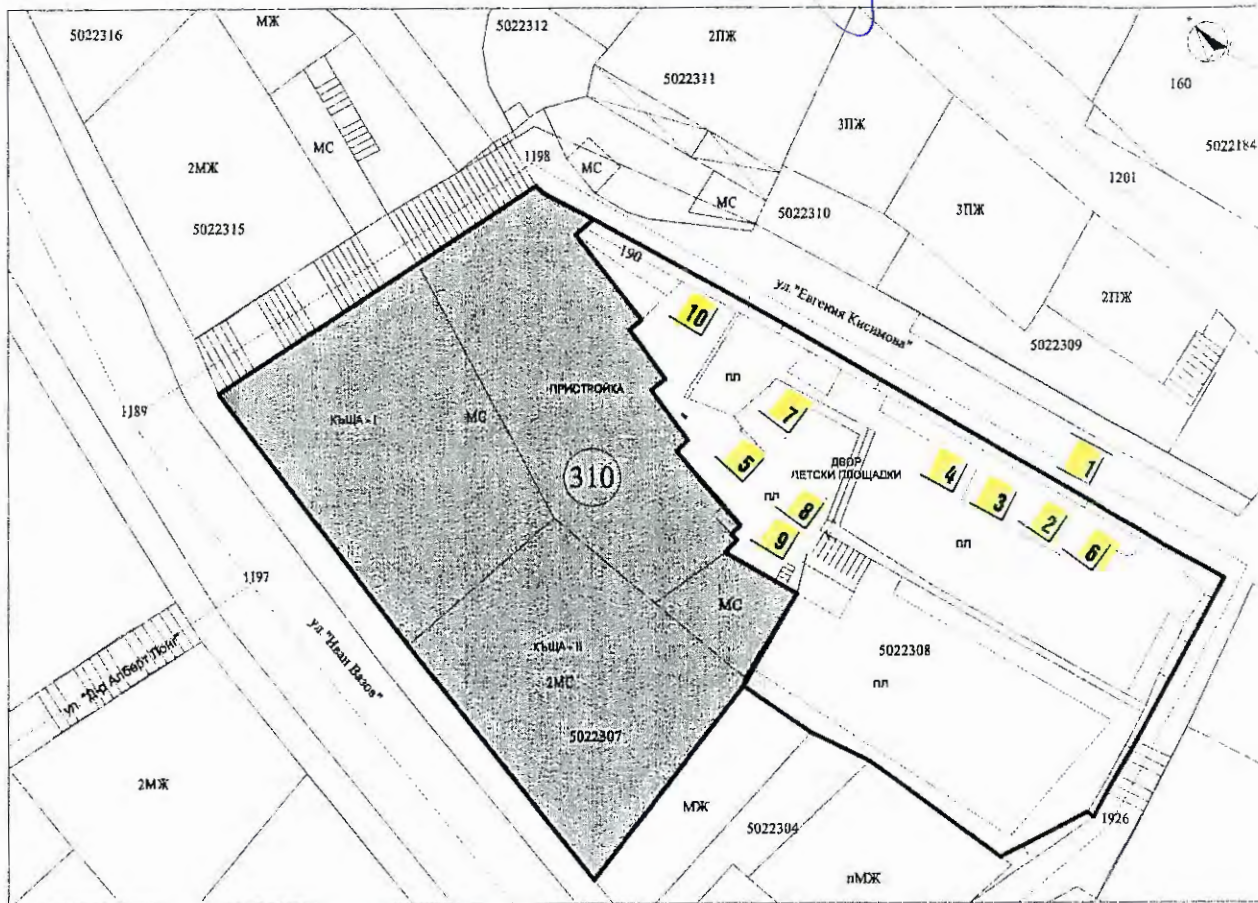 5022316
МЖ
5022312
2ПЖ
5022311
160
3ПЖ
5022184
МС
1198
2МЖ
МС
1201
МС
3ПЖ
5022315
5022310
190
ул. "Евгения Кисимова"
2ПЖ
10
5022309
ПРИСТРОЙКА
пл
1189
КЪЩА - I
МС
7
5
ДВОР
ДЕТСКИ ПЛОЩАДКИ
4
1
310
пл
3
8
2
9
пл
6
1197
МС
ул. "Иван Вазов"
КЪЩА - II
5022308
ул. "Д-р Алберт Лонг"
2МС
пл
5022307
2МЖ
МЖ
5022304
1926
пМЖ